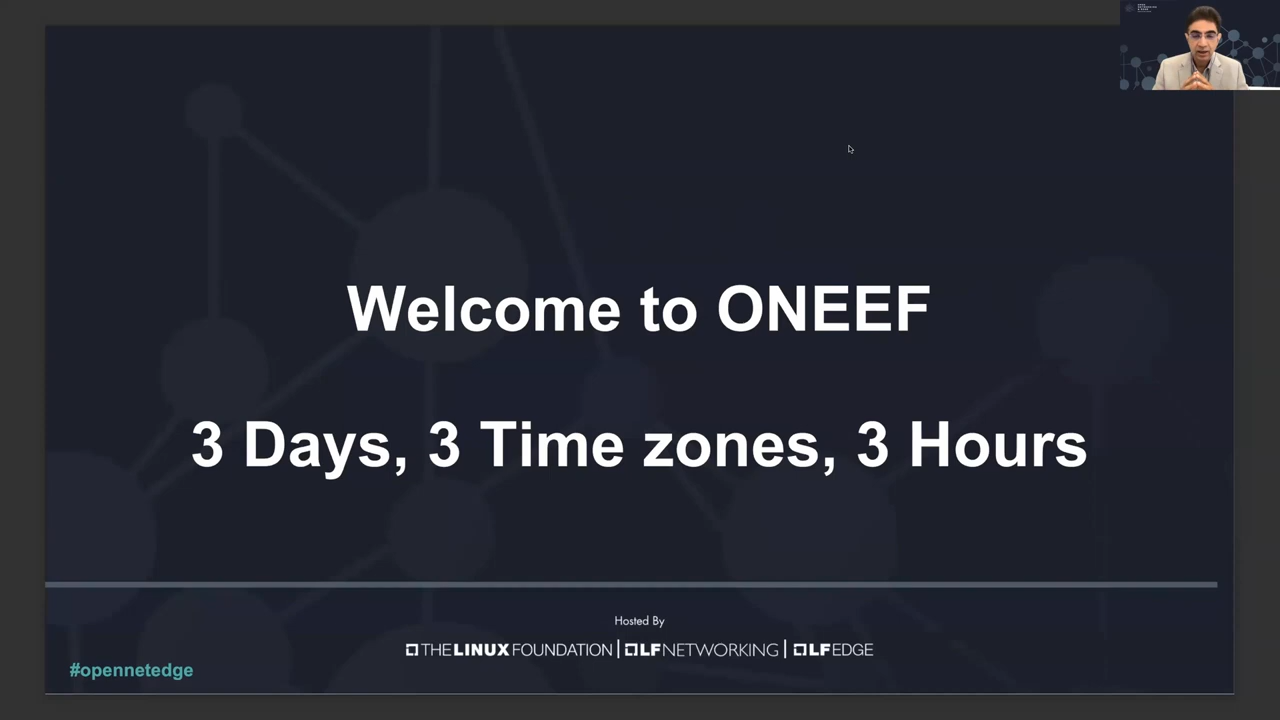 Welcome to ONEEF
3 Days, 3 Time zones, 3 Hours
Hosted By
THE LINUX FOUNDATION | LF NETWORKING | LF EDGE
#opennetedge